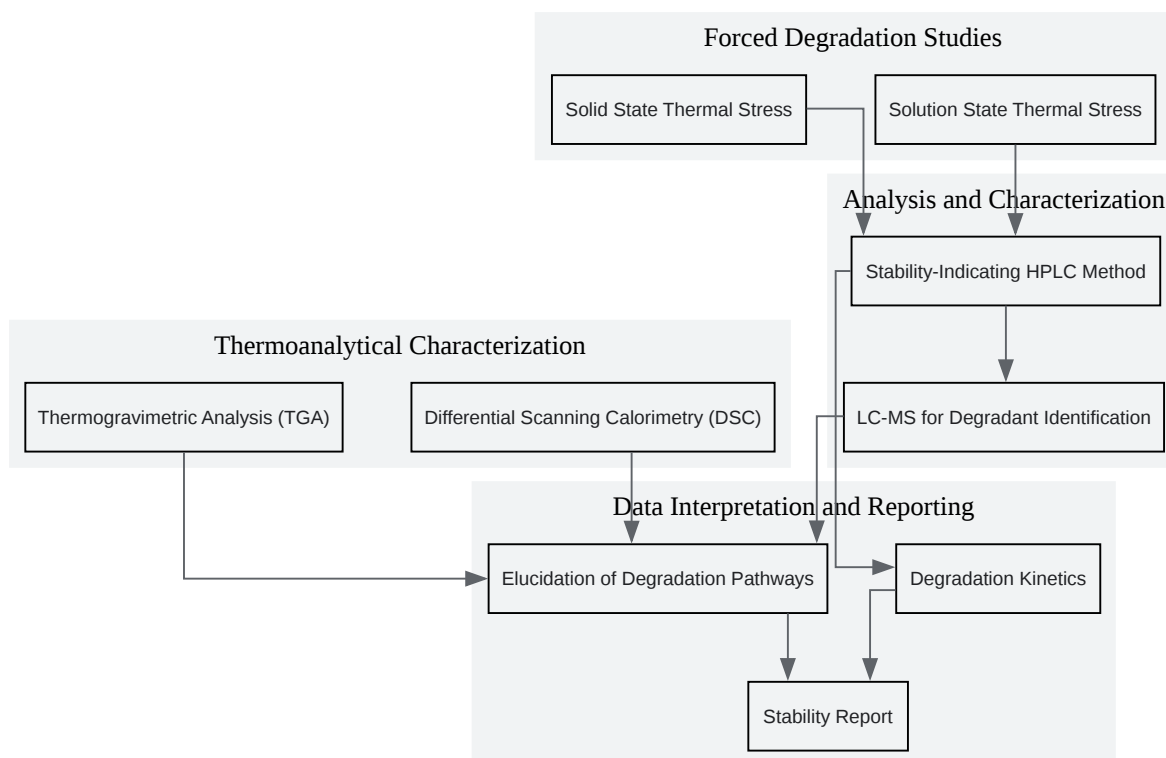 Forced Degradation Studies
Solid State Thermal Stress
Solution State Thermal Stress
Analysis and Characterization
Stability-Indicating HPLC Method
Thermoanalytical Characterization
Thermogravimetric Analysis (TGA)
Differential Scanning Calorimetry (DSC)
LC-MS for Degradant Identification
Data Interpretation and Reporting
Elucidation of Degradation Pathways
Degradation Kinetics
Stability Report